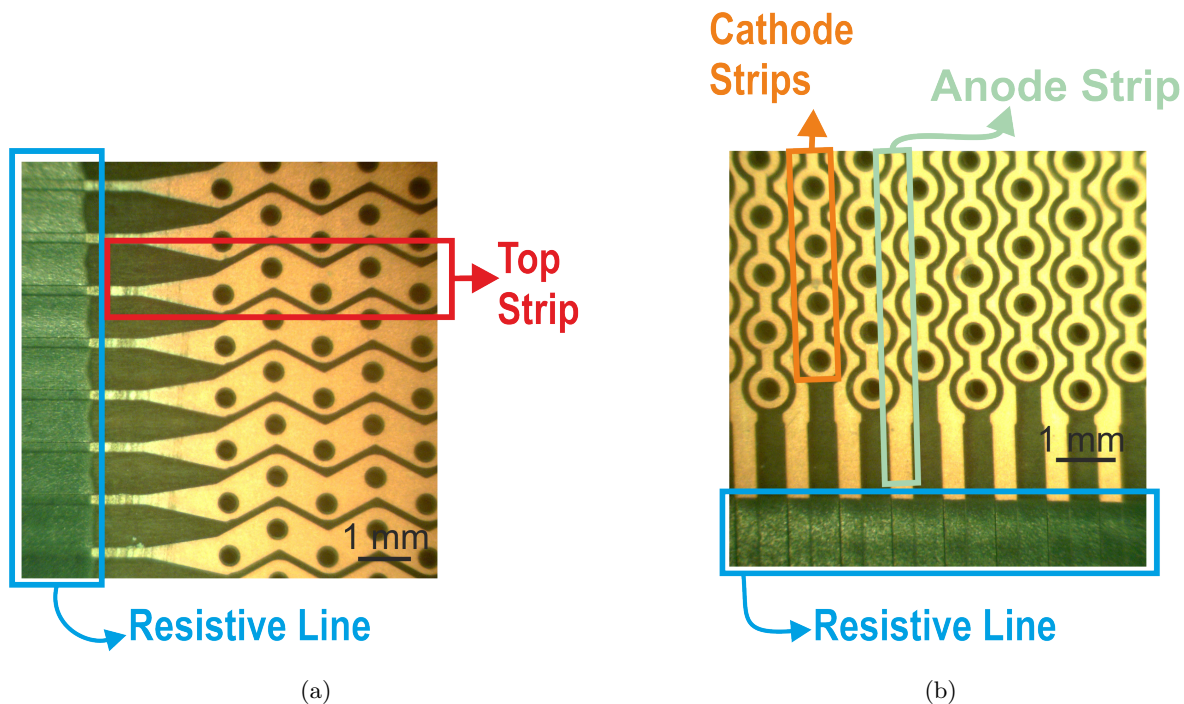 Cathode
Strips
Anode Strip
Top
Strip
1 mm
1 mm
Resistive Line
Resistive Line
(a)
(b)